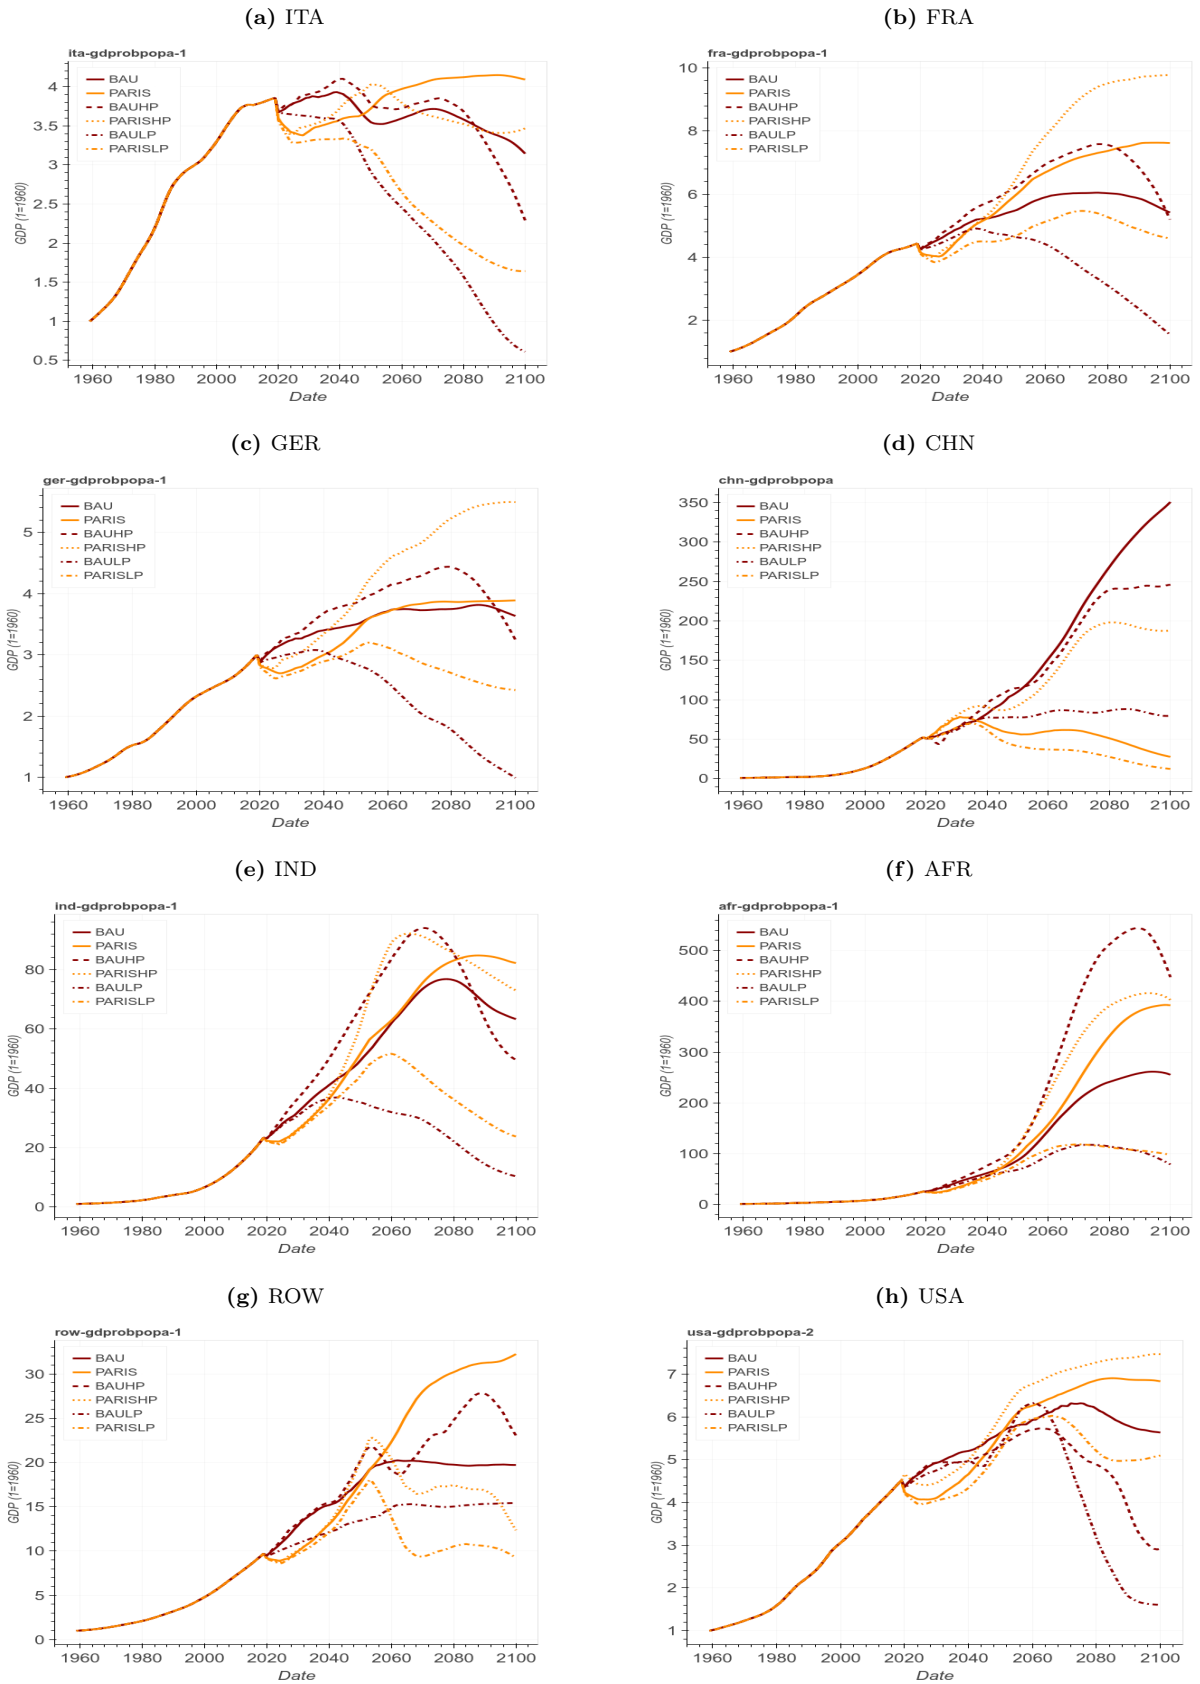 (a) ITA
ita-gdprobpopa-1
BAU
PARIS
BAUHP
PARISHP
BAULP
PARISLP
GDP (1=1960)
4
3.5
3
2.5
2
1.5
1
0.5
1960 1980 2000 2020 2040 2060 2080 2100
Date
(b) FRA
fra-gdprobpopa-1
BAU
PARIS
BAUHP
PARISHP
BAULP
PARISLP
GDP (1=1960)
10
8
6
4
2
1960 1980 2000 2020 2040 2060 2080 2100
Date
(c) GER
ger-gdprobpopa-1
BAU
PARIS
BAUHP
PARISHP
BAULP
PARISLP
GDP (1=1960)
5
4
3
2
1
1960 1980 2000 2020 2040 2060 2080 2100
Date
(d) CHN
chn-gdprobpopa
BAU
PARIS
BAUHP
PARISHP
BAULP
PARISLP
GDP (1=1960)
350
300
250
200
150
100
50
0
1960 1980 2000 2020 2040 2060 2080 2100
Date
(e) IND
ind-gdprobpopa-1
BAU
PARIS
BAUHP
PARISHP
BAULP
PARISLP
GDP (1=1960)
80
60
40
20
0
1960 1980 2000 2020 2040 2060 2080 2100
Date
(f) AFR
afr-gdprobpopa-1
BAU
PARIS
BAUHP
PARISHP
BAULP
PARISLP
GDP (1=1960)
500
400
300
200
100
0
1960 1980 2000 2020 2040 2060 2080 2100
Date
(g) ROW
row-gdprobpopa-1
BAU
PARIS
BAUHP
PARISHP
BAULP
PARISLP
GDP (1=1960)
30
25
20
15
10
5
0
1960 1980 2000 2020 2040 2060 2080 2100
Date
(h) USA
usa-gdprobpopa-2
BAU
PARIS
BAUHP
PARISHP
BAULP
PARISLP
GDP (1=1960)
7
6
5
4
3
2
1
1960 1980 2000 2020 2040 2060 2080 2100
Date